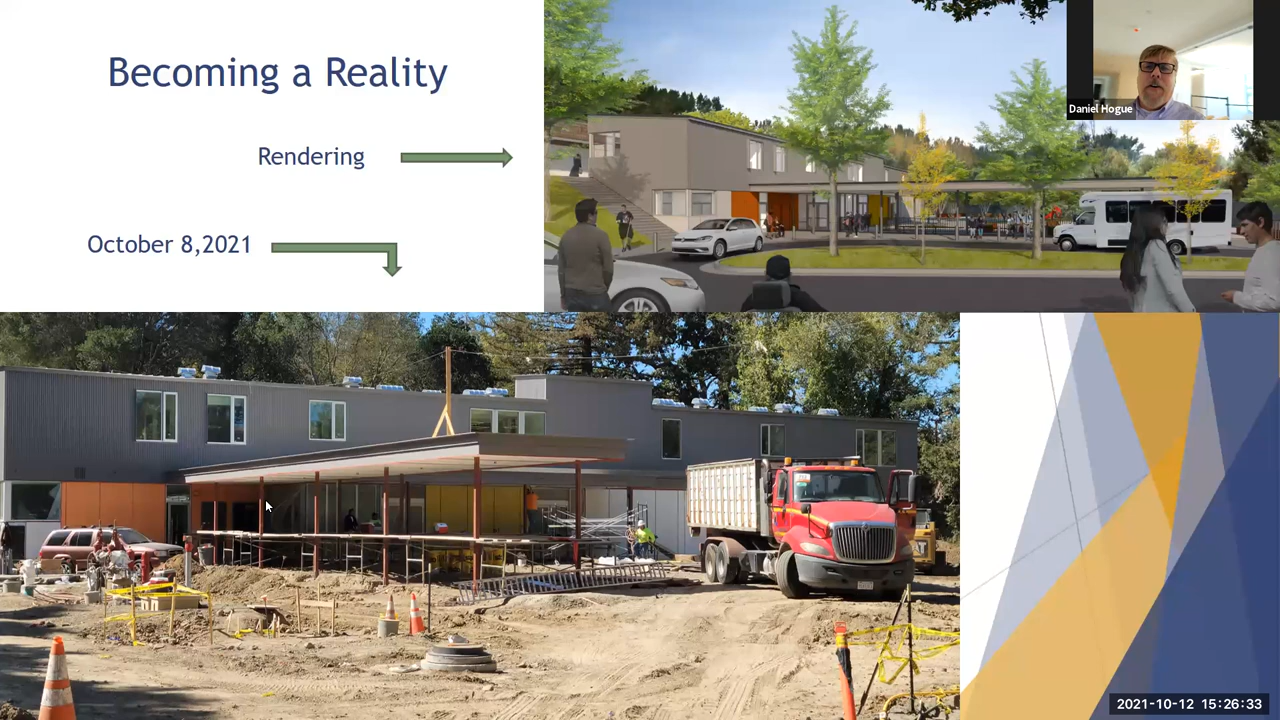 Becoming a Reality
Rendering
October 8,2021
Daniel Hogue
2021-10-12 15:26:33